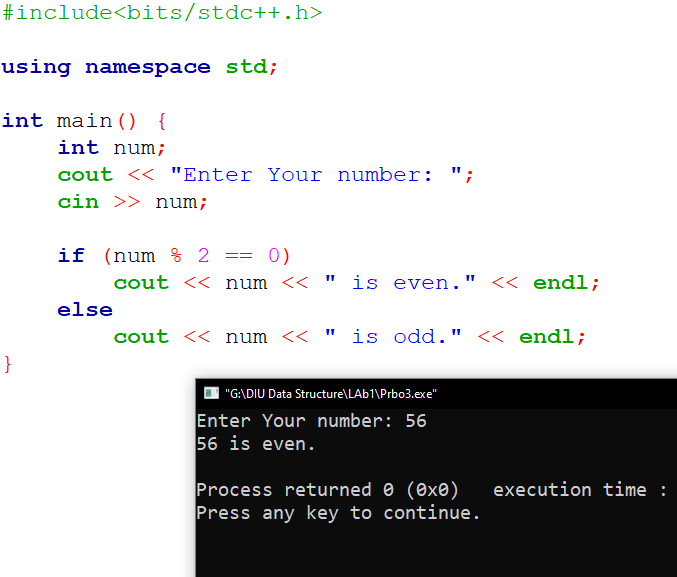 #include<bits/stdc++.h>
using namespace std;
int main() {
int num;
cout << "Enter Your number: ";
cin >> num;
if (num % 2 == 0)
cout << num << " is even." << endl;
else
cout << num << " is odd." << endl;
}
"G:\DIU Data Structure\LAb1\Prbo3.exe"
Enter Your number: 56
56 is even.
Process returned 0 (0x0)   execution time :
Press any key to continue.